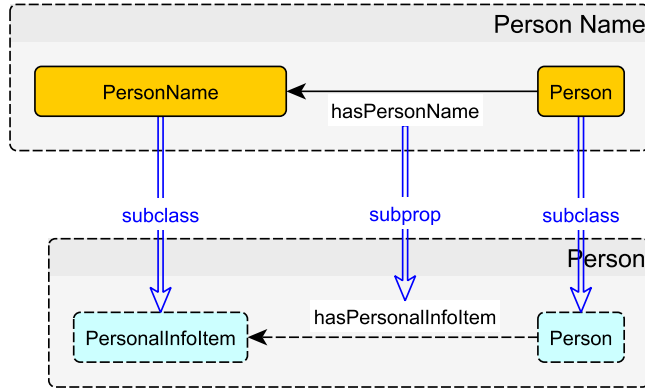 Person Name
PersonName
Person
hasPersonName
subclass
subprop
subclass
Person
hasPersonalInfoItem
PersonalInfoItem
Person